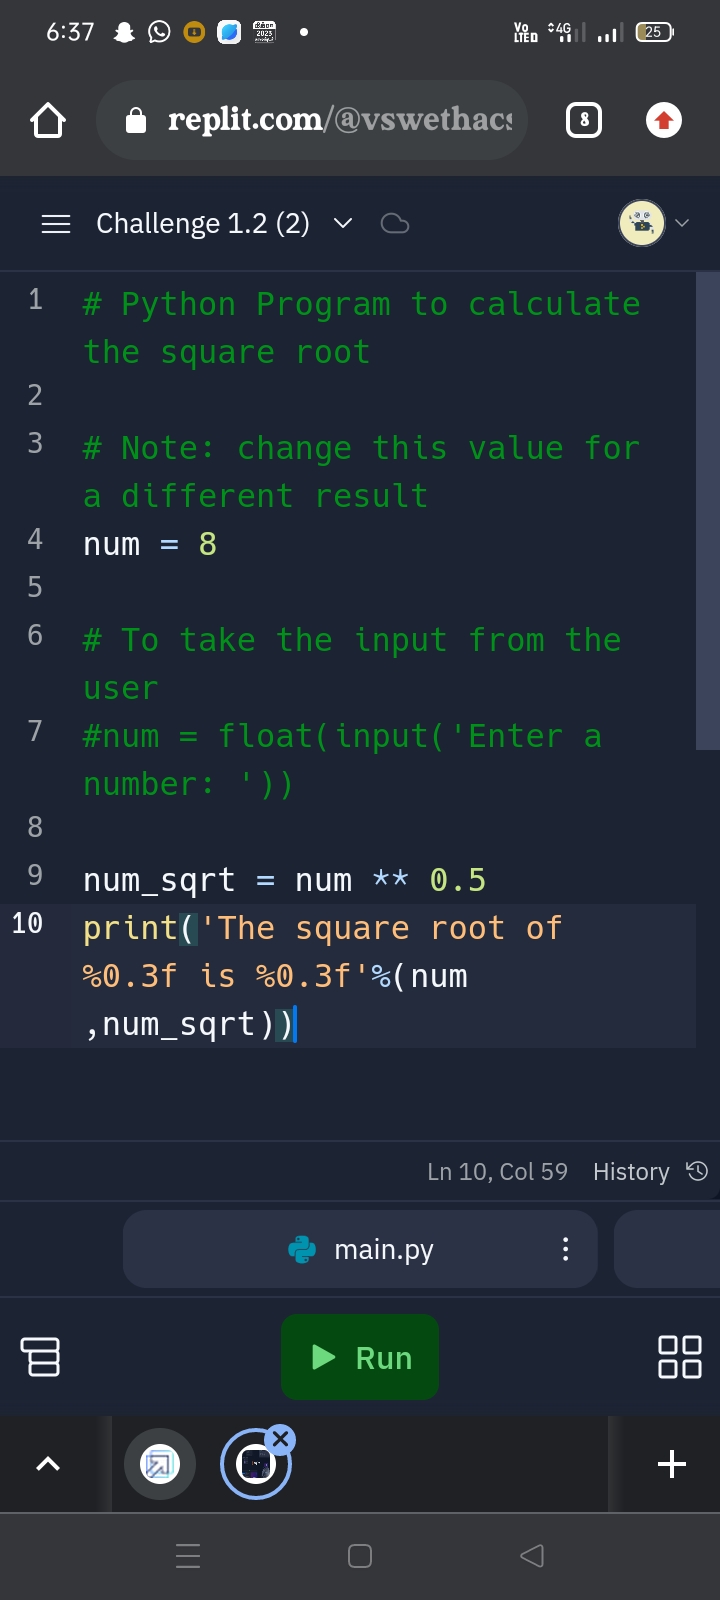 6:37
Vo LTED 4G 25
replit.com/@vswethacs
8
Challenge 1.2 (2)
1 # Python Program to calculate
the square root
2
3 # Note: change this value for
a different result
4 num = 8
5
6 # To take the input from the
user
7 #num = float(input('Enter a
number: '))
8
9 num_sqrt = num ** 0.5
10 print('The square root of
%0.3f is %0.3f'%(num
,num_sqrt))
Ln 10, Col 59 History
main.py
Run